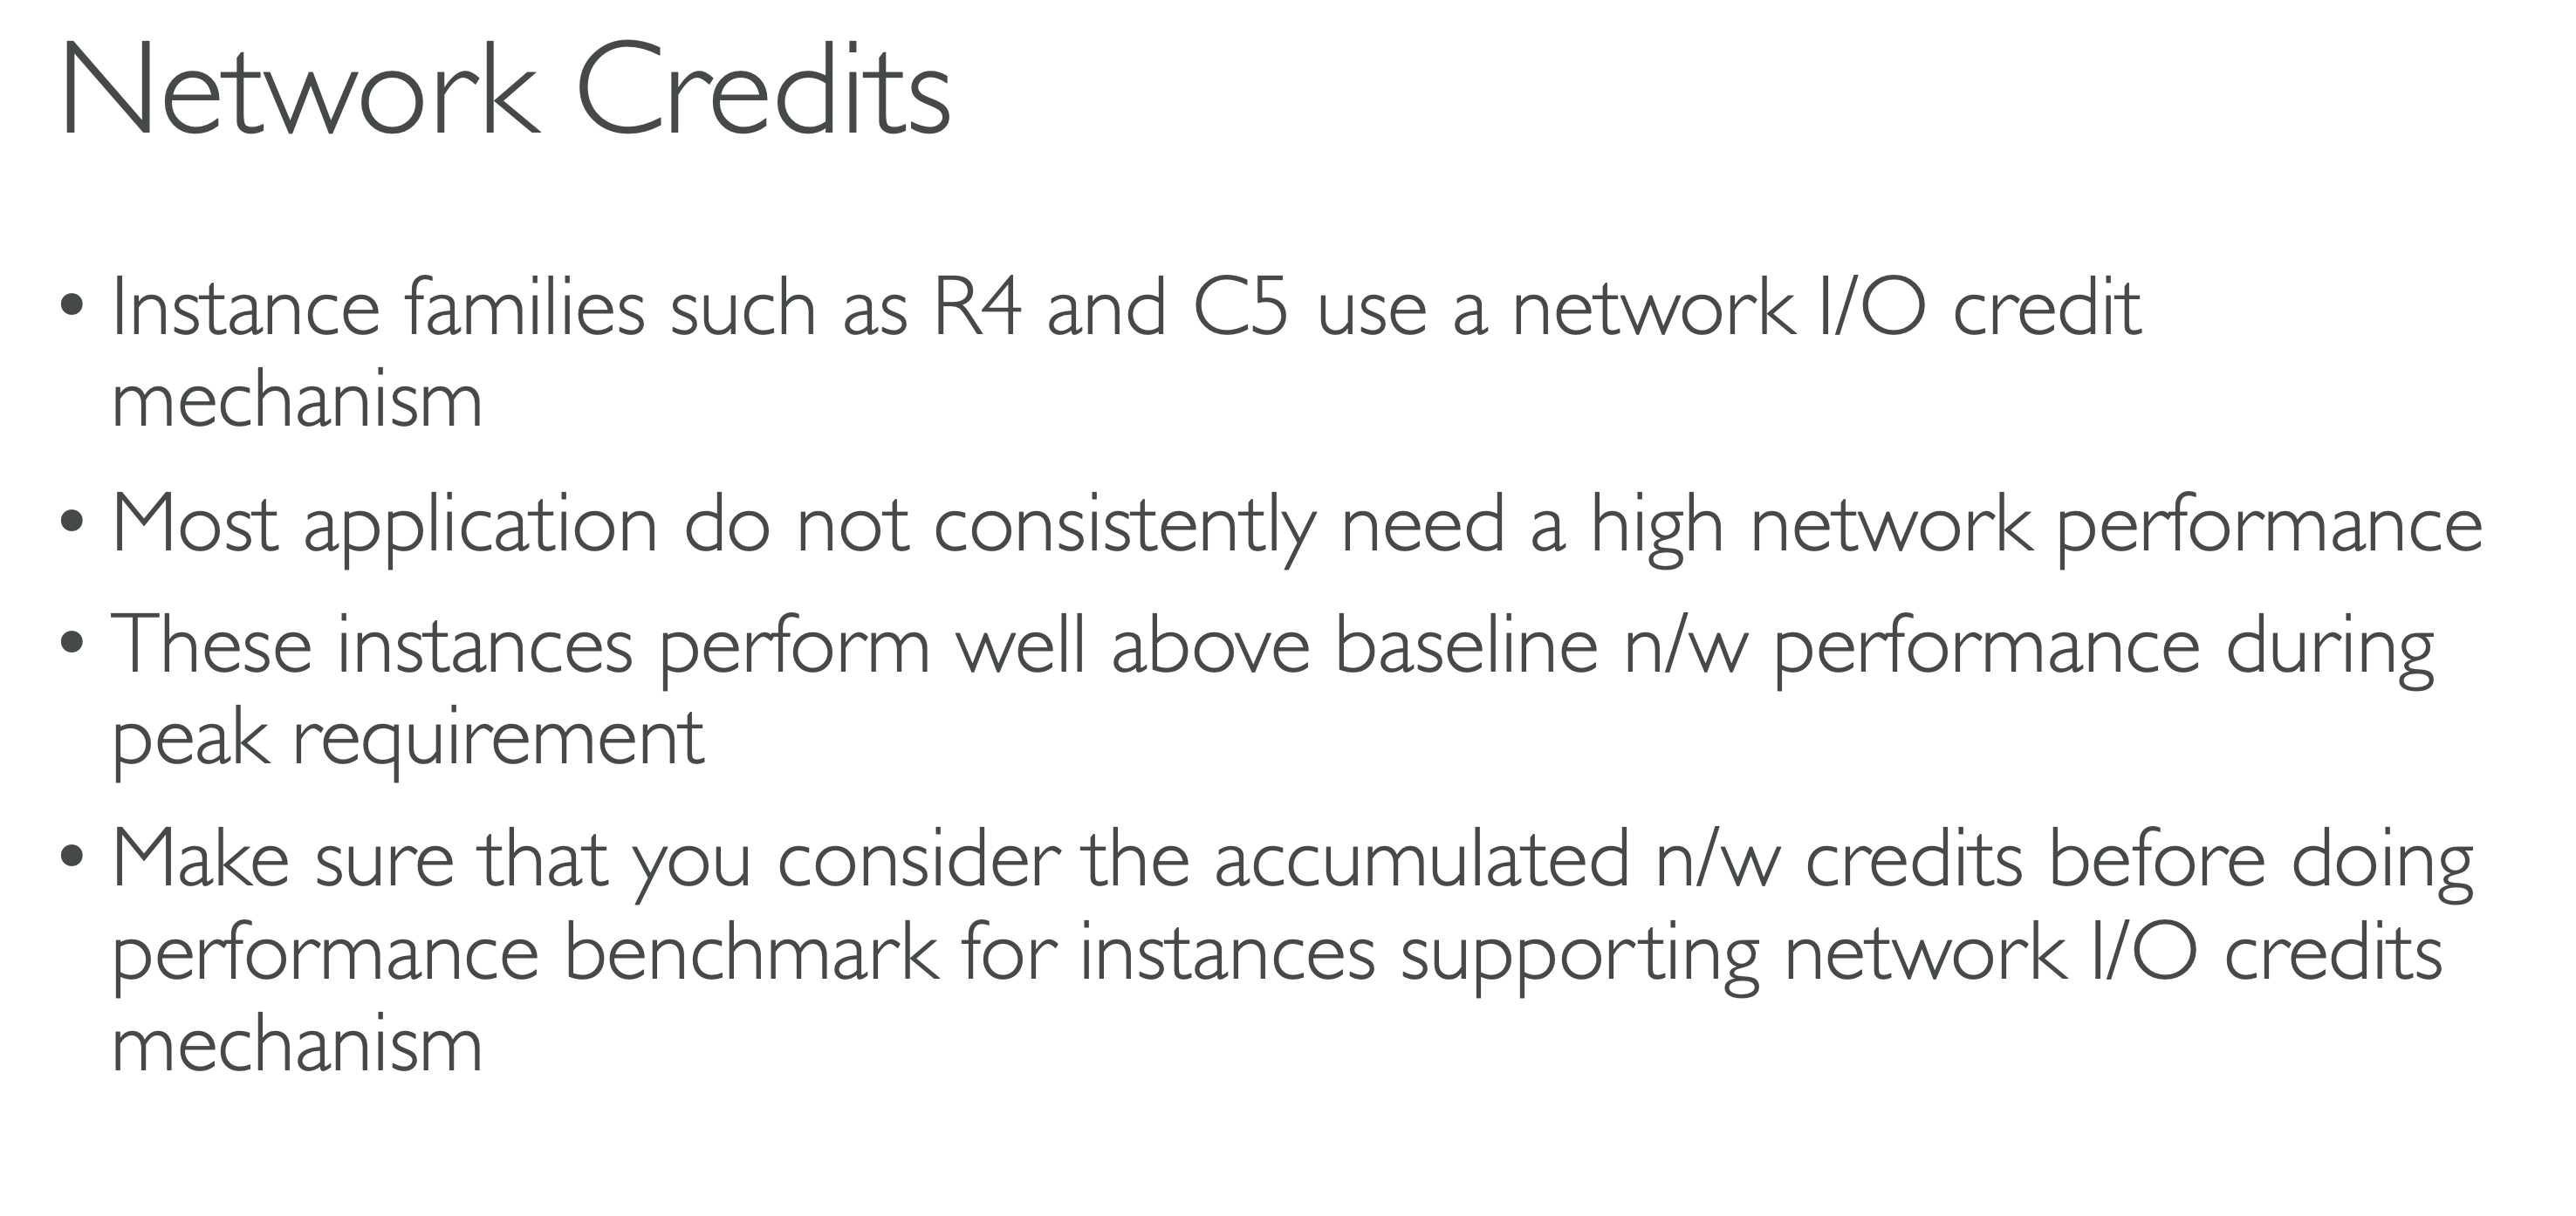 Network Credits
• Instance families such as R4 and C5 use a network I/O credit
mechanism
• Most application do not consistently need a high network performance
• These instances perform well above baseline n/w performance during
peak requirement
• Make sure that you consider the accumulated n/w credits before doing
performance benchmark for instances supporting network I/O credits
mechanism